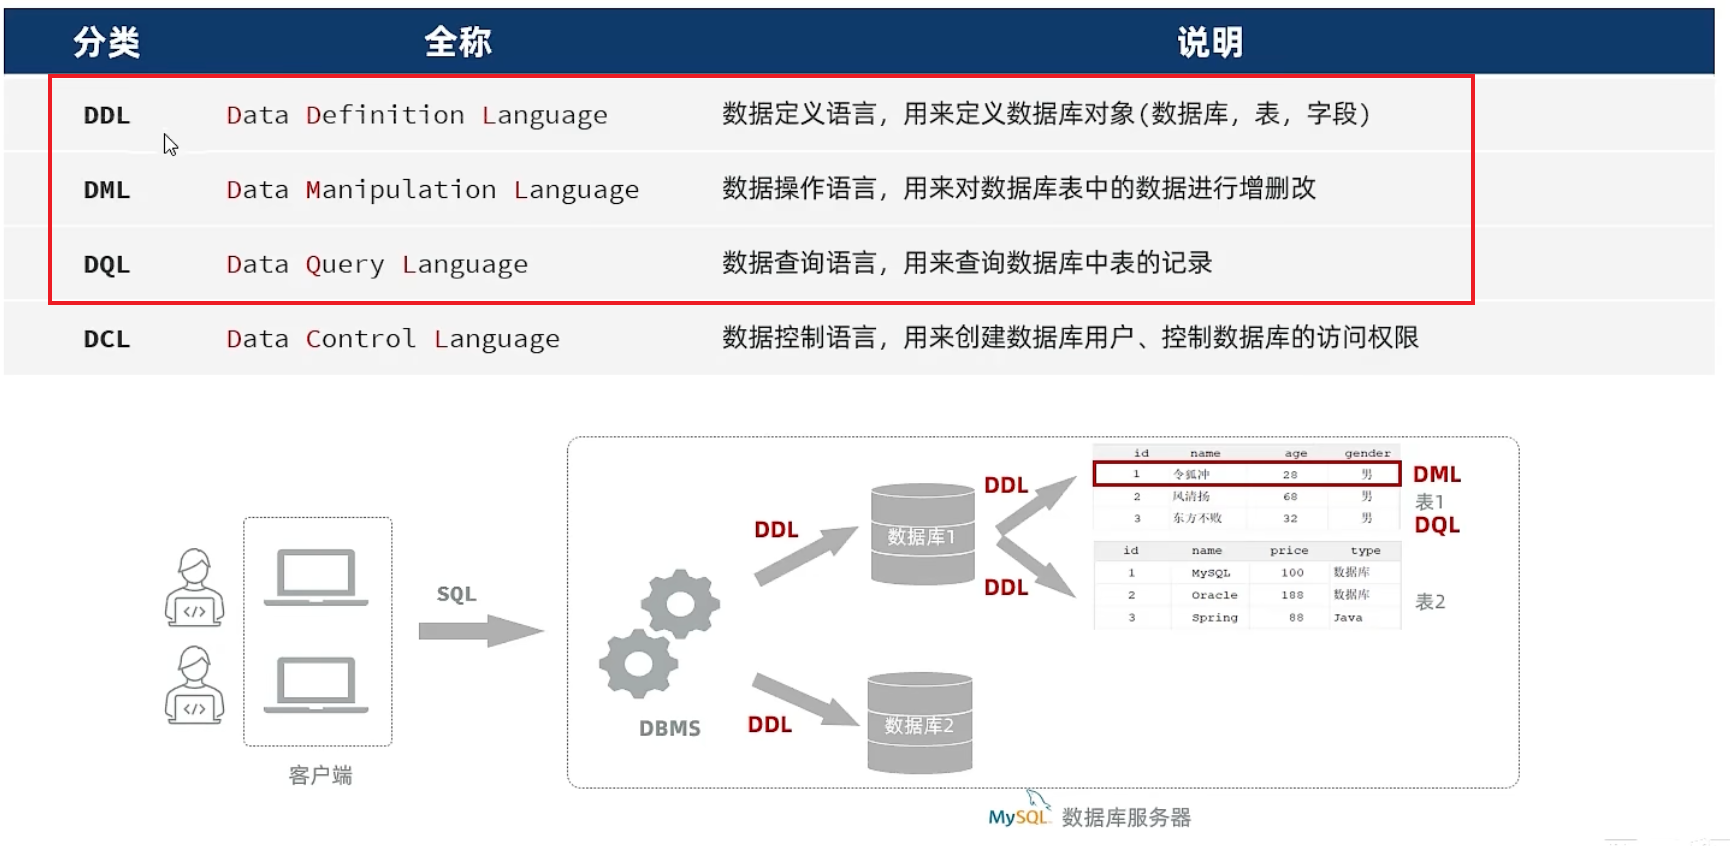 分类 全称 说明
DDL Data Definition Language 数据定义语言，用来定义数据库对象(数据库，表，字段)
DML Data Manipulation Language 数据操作语言，用来对数据库表中的数据进行增删改
DQL Data Query Language 数据查询语言，用来查询数据库中表的记录
DCL Data Control Language 数据控制语言，用来创建数据库用户、控制数据库的访问权限
</>
</>
客户端
SQL
DBMS
DDL
DDL
数据库1
数据库2
DDL
DDL
id name age gender
1 令狐冲 28 男
2 风清扬 68 男
3 东方不败 32 男
DML
表1
DQL
id name price type
1 MySQL 100 数据库
2 Oracle 188 数据库
3 Spring 88 Java
表2
MySQL 数据库服务器